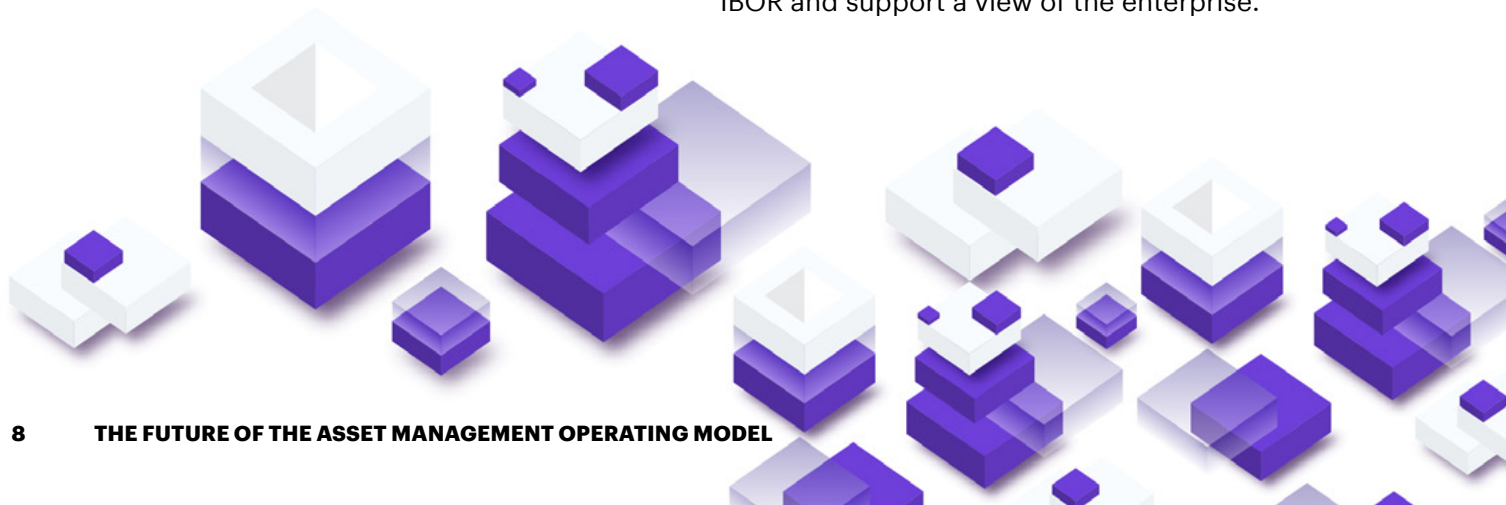 IBOR and support a view of the enterprise.
8 THE FUTURE OF THE ASSET MANAGEMENT OPERATING MODEL